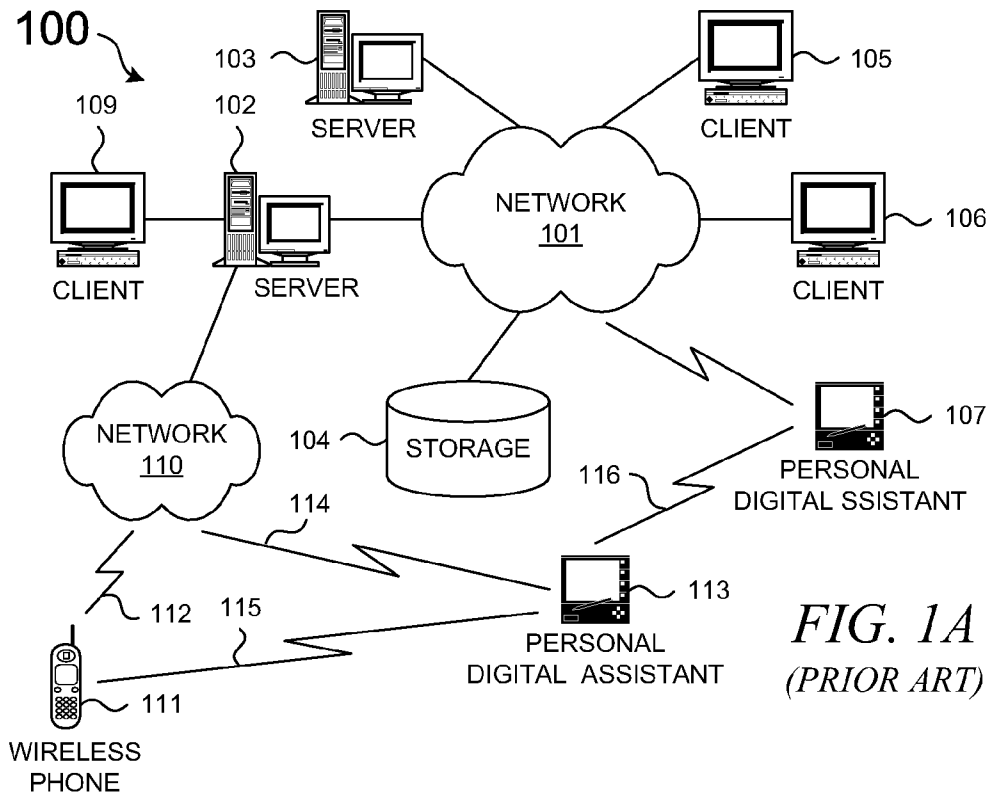 100
103
105
SERVER
CLIENT
109
102
NETWORK
101
106
CLIENT
SERVER
CLIENT
NETWORK
110
104
STORAGE
107
PERSONAL
DIGITAL SSISTANT
116
114
112
115
113
PERSONAL
DIGITAL ASSISTANT
111
WIRELESS
PHONE
FIG. 1A
(PRIOR ART)